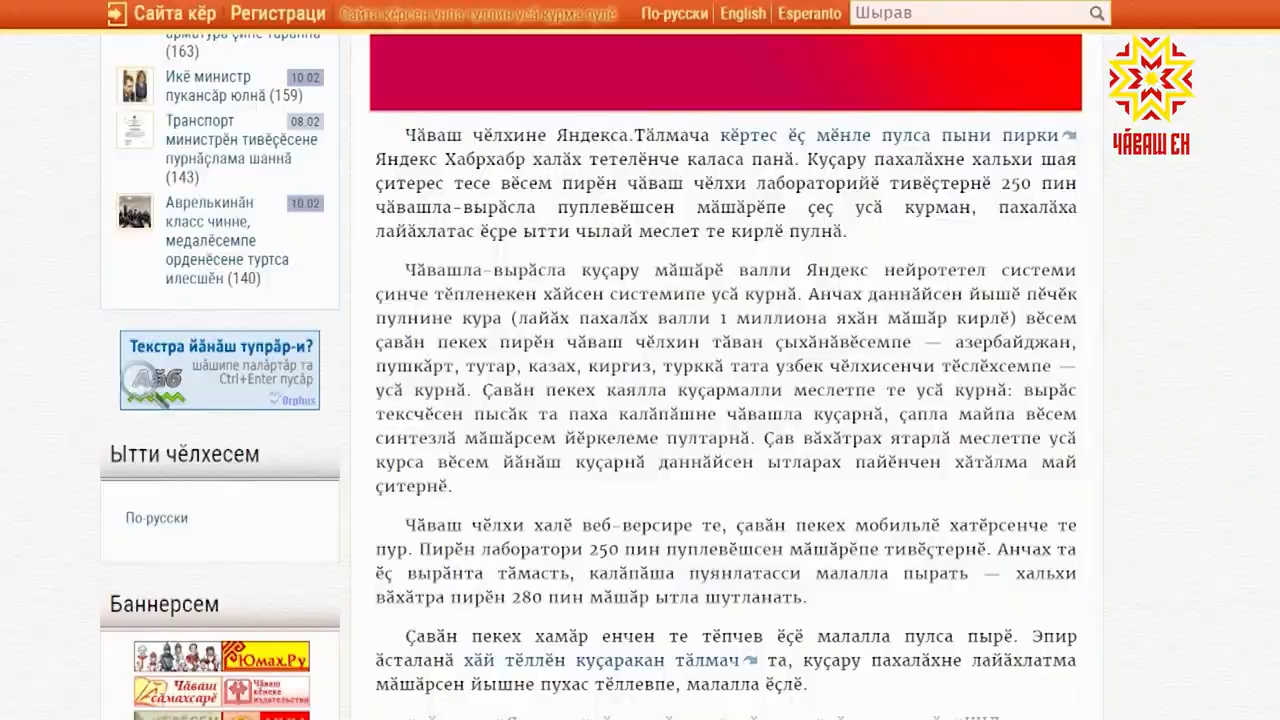 Сайта кӗр Регистраци Сайта кӗрсен унпа туллин усӑ курма пулӗ По-русски English Esperanto Шырав
ЧӐВАШ ЕН
(163)
Икӗ министр 10.02
пукансӑр юлнӑ (159)
Транспорт 08.02
министрӗн тивӗҫӗсене
пурнӑҫлама шаннӑ
(143)
Аврелькинӑн 10.02
класс чинне,
медалӗсемпе
орденӗсене туртса
илесшӗн (140)
Текстра йӑнӑш тупрӑр-и?
шӑшипе палӑртӑр та
Ctrl+Enter пусӑр
Orphus
Ытти чӗлхесем
По-русски
Баннерсем
Юмах.Ру
Чӑваш
сӑмахсарӗ
Чӑваш
кӗнеке
издательстви
Чӑваш чӗлхине Яндекса.Тӑлмача кӗртес ӗҫ мӗнле пулса пыни пирки
Яндекс Хабрхабр халӑх тетелӗнче каласа панӑ. Куҫару пахалӑхне хальхи шая
ҫитерес тесе вӗсем пирӗн чӑваш чӗлхи лабораторийӗ тивӗҫтернӗ 250 пин
чӑвашла-вырӑсла пуплевӗшсен мӑшӑрӗпе ҫеҫ усӑ курман, пахалӑха
лайӑхлатас ӗҫре ытти чылай меслет те кирлӗ пулнӑ.
Чӑвашла-вырӑсла куҫару мӑшӑрӗ валли Яндекс нейротетел системи
ҫинче тӗпленекен хӑйсен системипе усӑ курнӑ. Анчах даннӑйсен йышӗ пӗчӗк
пулнине кура (лайӑх пахалӑх валли 1 миллиона яхӑн мӑшӑр кирлӗ) вӗсем
ҫавӑн пекех пирӗн чӑваш чӗлхин тӑван ҫыхӑнӑвӗсемпе — азербайджан,
пушкӑрт, тутар, казах, киргиз, турккӑ тата узбек чӗлхисенчи тӗслӗхсемпе —
усӑ курнӑ. Ҫавӑн пекех каялла куҫармалли меслетпе те усӑ курнӑ: вырӑс
тексчӗсен пысӑк та паха калӑпӑшне чӑвашла куҫарнӑ, ҫапла майпа вӗсем
синтезлӑ мӑшӑрсем йӗркелеме пултарнӑ. Ҫав вӑхӑтрах ятарлӑ меслетпе усӑ
курса вӗсем йӑнӑш куҫарнӑ даннӑйсен ытларах пайӗнчен хӑтӑлма май
ҫитернӗ.
Чӑваш чӗлхи халӗ веб-версире те, ҫавӑн пекех мобильлӗ хатӗрсенче те
пур. Пирӗн лаборатори 250 пин пуплевӗшсен мӑшӑрӗпе тивӗҫтернӗ. Анчах та
ӗҫ вырӑнта тӑмасть, калӑпӑша пуянлатасси малалла пырать — хальхи
вӑхӑтра пирӗн 280 пин мӑшӑр ытла шутланать.
Ҫавӑн пекех хамӑр енчен те тӗпчев ӗҫӗ малалла пулса пырӗ. Эпир
ӑсталанӑ хӑй тӗллӗн куҫаракан тӑлмач та, куҫару пахалӑхне лайӑхлатма
мӑшӑрсен йышне пухас тӗллевпе, малалла ӗҫлӗ.